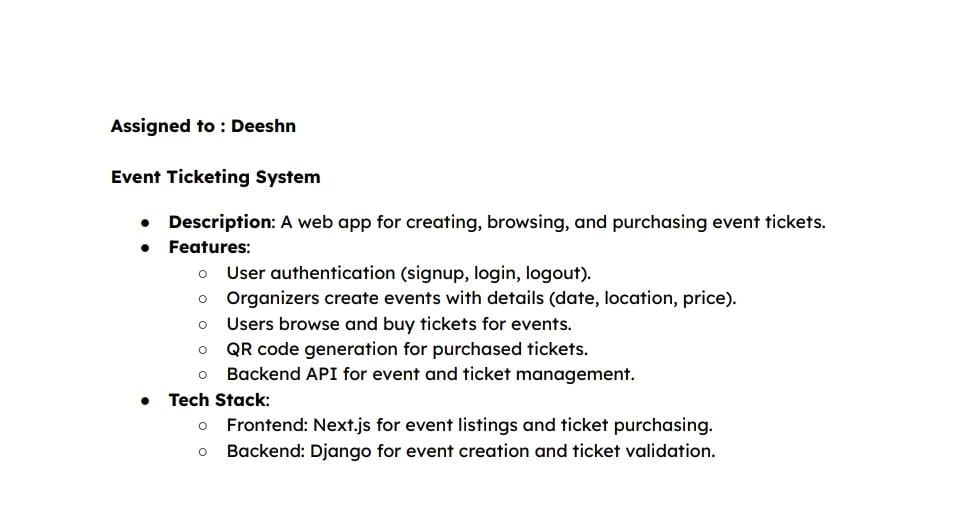 Assigned to : Deeshn
Event Ticketing System
● Description: A web app for creating, browsing, and purchasing event tickets.
● Features:
○ User authentication (signup, login, logout).
○ Organizers create events with details (date, location, price).
○ Users browse and buy tickets for events.
○ QR code generation for purchased tickets.
○ Backend API for event and ticket management.
● Tech Stack:
○ Frontend: Next.js for event listings and ticket purchasing.
○ Backend: Django for event creation and ticket validation.